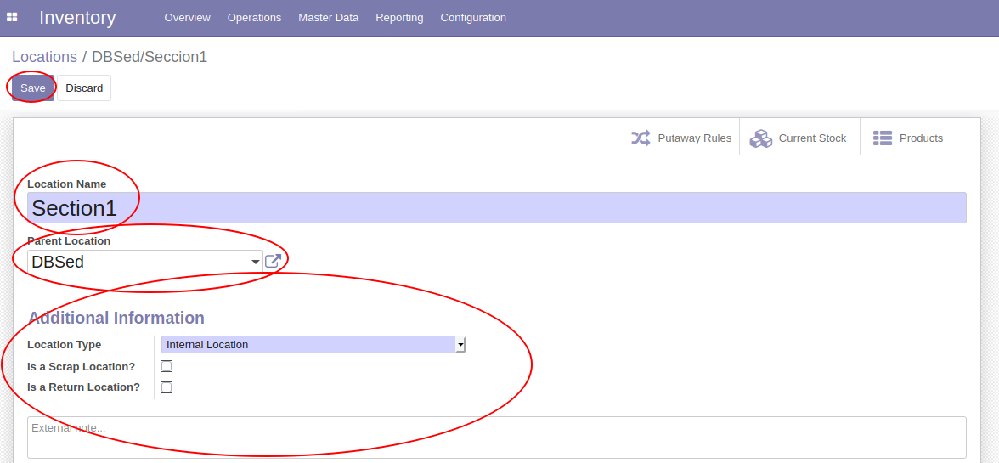 Inventory Overview Operations Master Data Reporting Configuration
Locations / DBSed/Seccion1
Save Discard
Putaway Rules Current Stock Products
Location Name
Section1
Parent Location
DBSed
Additional Information
Location Type Internal Location
Is a Scrap Location?
Is a Return Location?
External note...